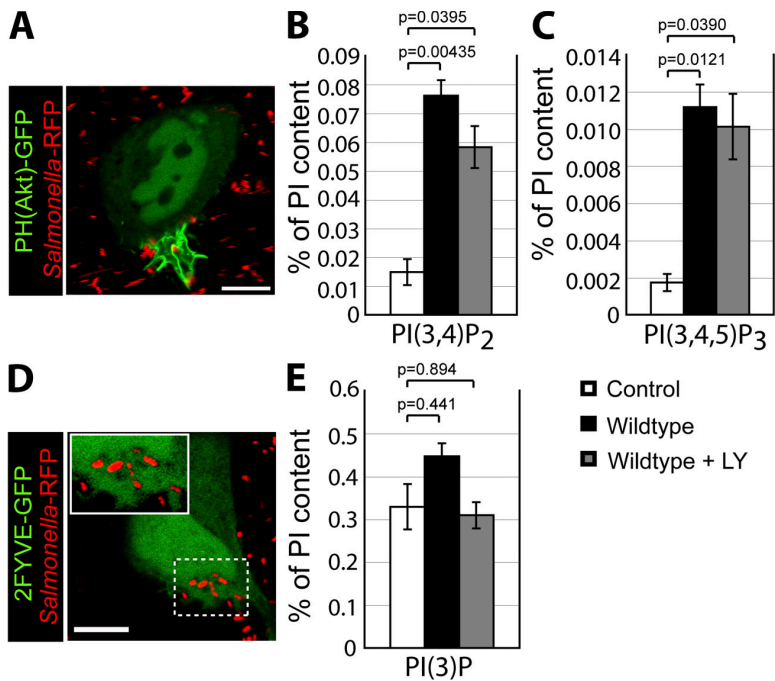 A
PH(Akt)-GFP
Salmonella-RFP
B
p=0.0395
p=0.00435
% of PI content
0.09
0.08
0.07
0.06
0.05
0.04
0.03
0.02
0.01
0
PI(3,4)P2
C
p=0.0390
p=0.0121
% of PI content
0.014
0.012
0.010
0.008
0.006
0.004
0.002
0
PI(3,4,5)P3
D
2FYVE-GFP
Salmonella-RFP
E
p=0.894
p=0.441
% of PI content
0.6
0.5
0.4
0.3
0.2
0.1
0
PI(3)P
Control
Wildtype
Wildtype + LY